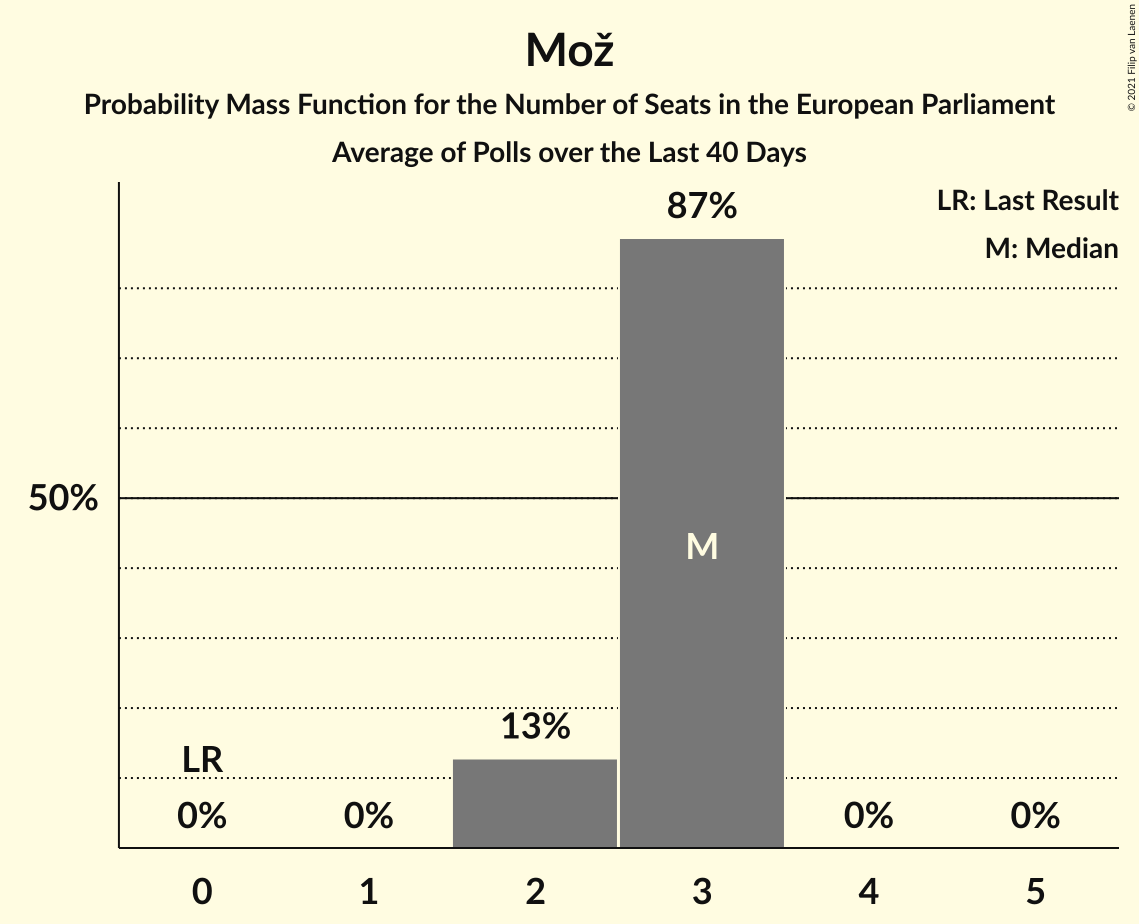 Mož
Probability Mass Function for the Number of Seats in the European Parliament
Average of Polls over the Last 40 Days
© 2021 Filip van Laenen
LR: Last Result
M: Median
87%
50%
M
13%
LR
0%
0%
0%
0%
0
1
2
3
4
5